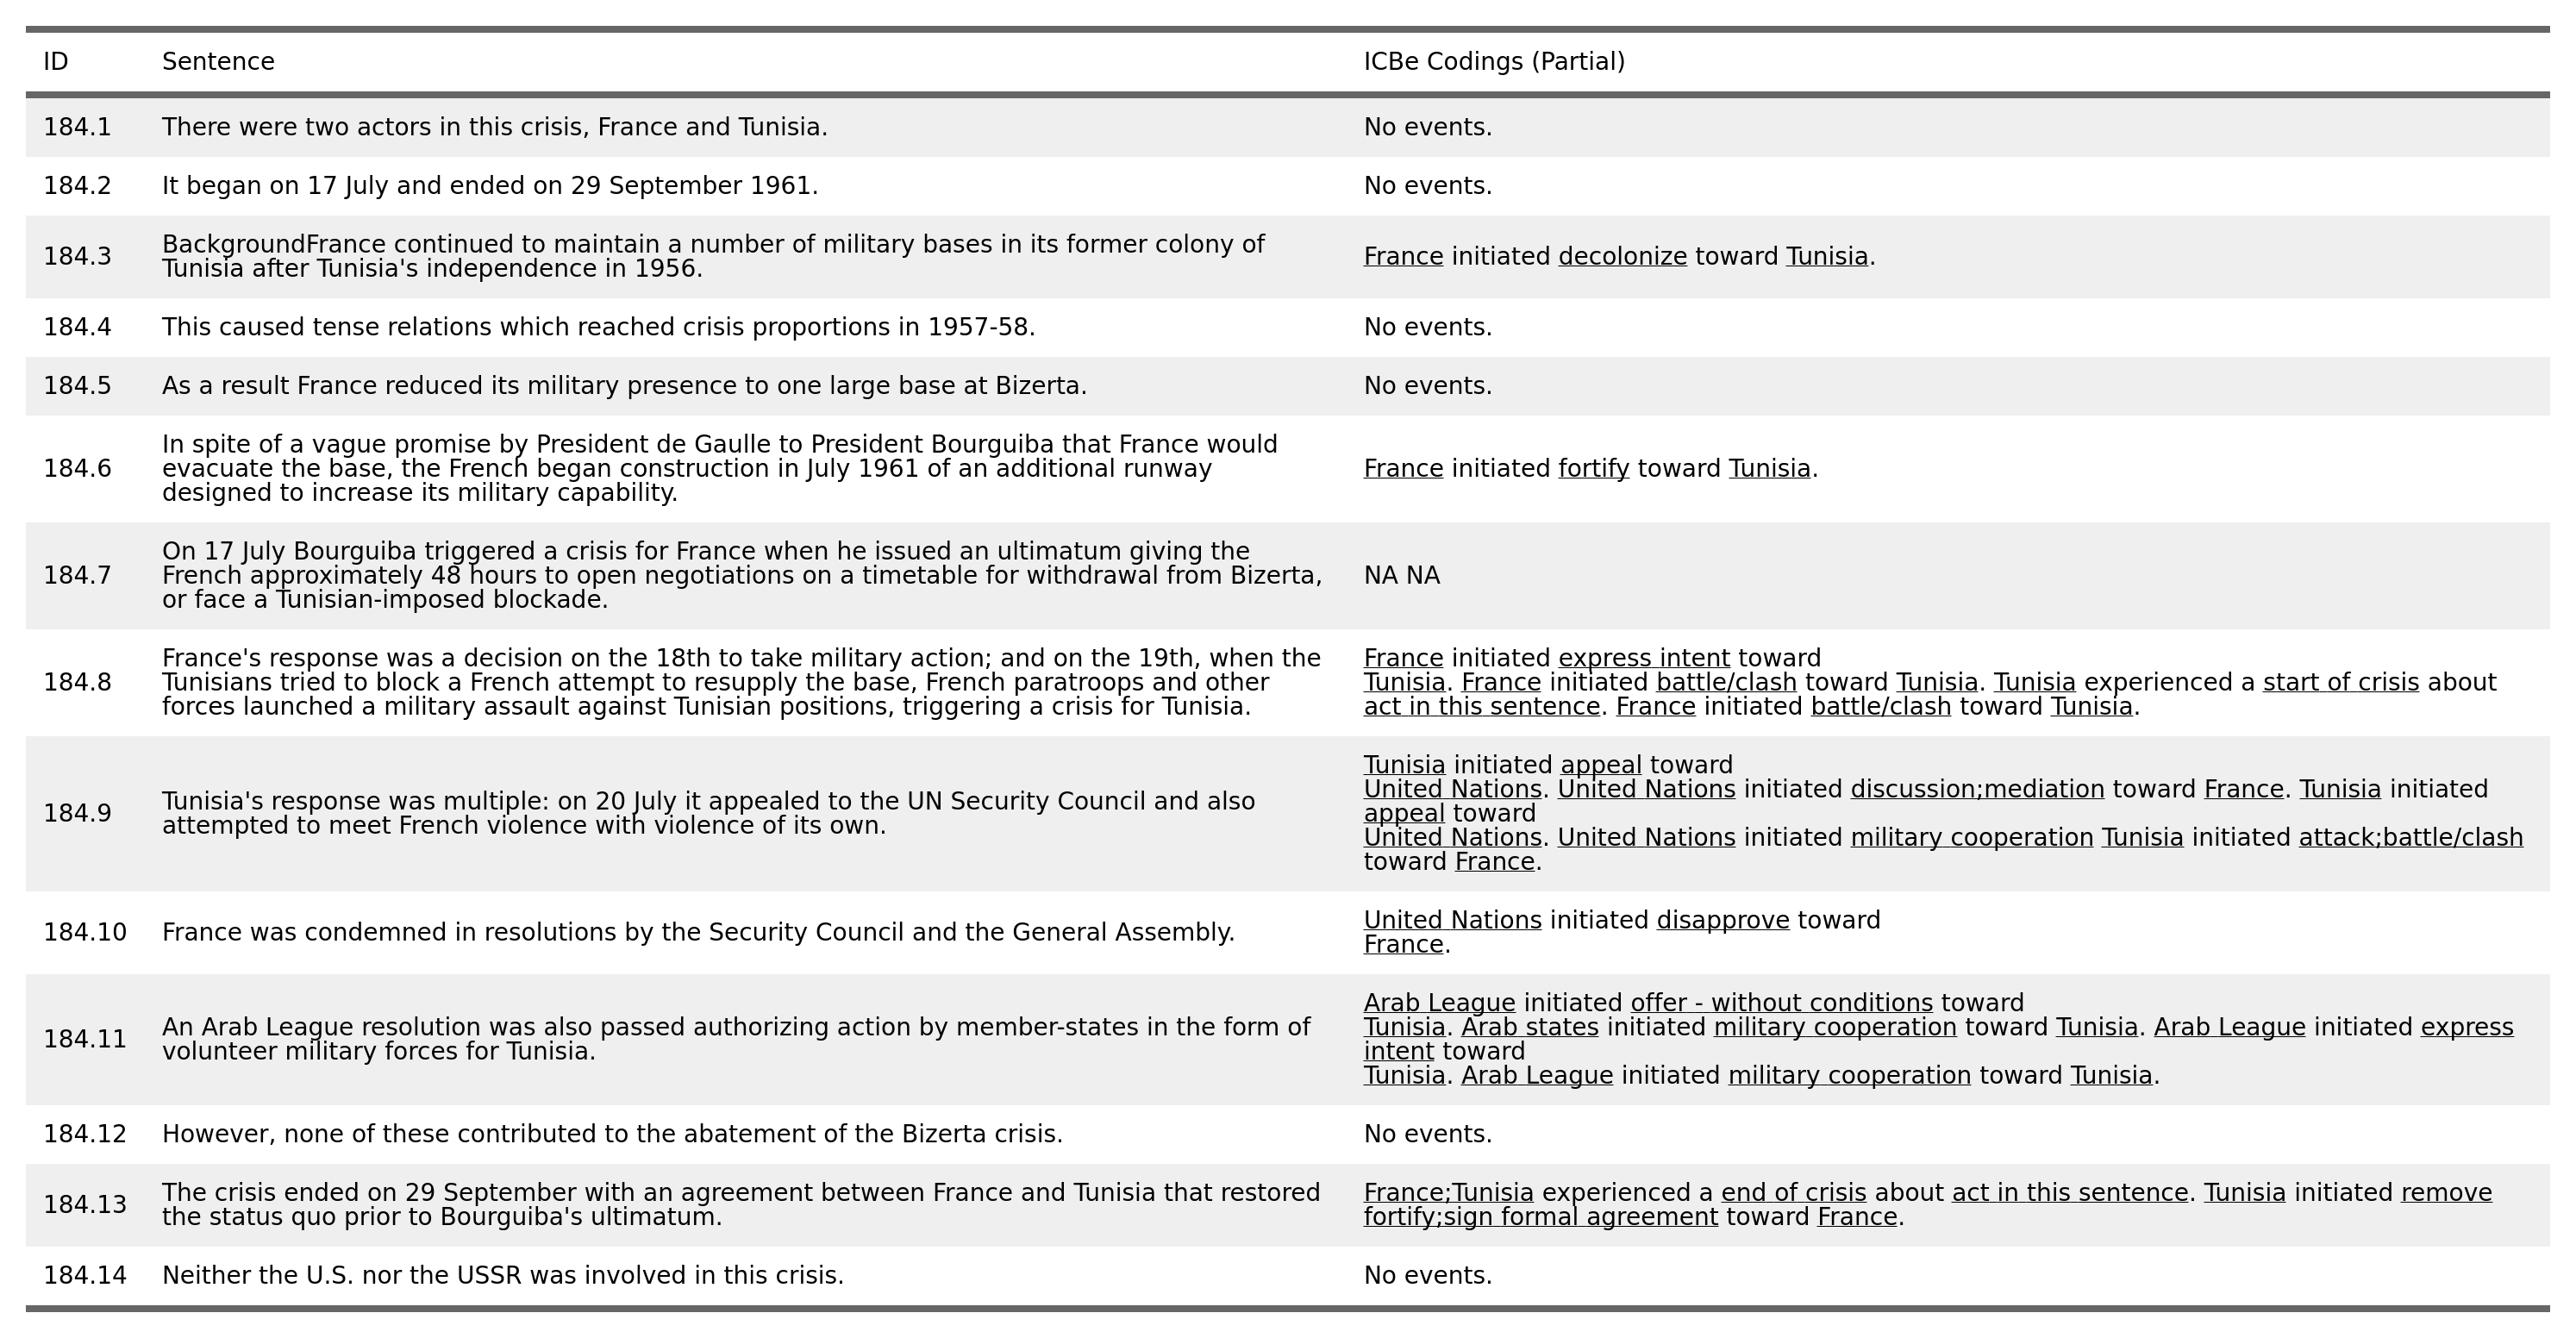 ID Sentence ICBe Codings (Partial)
184.1 There were two actors in this crisis, France and Tunisia. No events.
184.2 It began on 17 July and ended on 29 September 1961. No events.
184.3 BackgroundFrance continued to maintain a number of military bases in its former colony of
Tunisia after Tunisia's independence in 1956. France initiated decolonize toward Tunisia.
184.4 This caused tense relations which reached crisis proportions in 1957-58. No events.
184.5 As a result France reduced its military presence to one large base at Bizerta. No events.
184.6 In spite of a vague promise by President de Gaulle to President Bourguiba that France would
evacuate the base, the French began construction in July 1961 of an additional runway
designed to increase its military capability. France initiated fortify toward Tunisia.
184.7 On 17 July Bourguiba triggered a crisis for France when he issued an ultimatum giving the
French approximately 48 hours to open negotiations on a timetable for withdrawal from Bizerta,
or face a Tunisian-imposed blockade. NA NA
184.8 France's response was a decision on the 18th to take military action; and on the 19th, when the
Tunisians tried to block a French attempt to resupply the base, French paratroops and other
forces launched a military assault against Tunisian positions, triggering a crisis for Tunisia.
France initiated express intent toward
Tunisia. France initiated battle/clash toward Tunisia. Tunisia experienced a start of crisis about
act in this sentence. France initiated battle/clash toward Tunisia.
184.9 Tunisia's response was multiple: on 20 July it appealed to the UN Security Council and also
attempted to meet French violence with violence of its own.
Tunisia initiated appeal toward
United Nations. United Nations initiated discussion;mediation toward France. Tunisia initiated
appeal toward
United Nations. United Nations initiated military cooperation Tunisia initiated attack;battle/clash
toward France.
184.10 France was condemned in resolutions by the Security Council and the General Assembly.
United Nations initiated disapprove toward
France.
184.11 An Arab League resolution was also passed authorizing action by member-states in the form of
volunteer military forces for Tunisia.
Arab League initiated offer - without conditions toward
Tunisia. Arab states initiated military cooperation toward Tunisia. Arab League initiated express
intent toward
Tunisia. Arab League initiated military cooperation toward Tunisia.
184.12 However, none of these contributed to the abatement of the Bizerta crisis. No events.
184.13 The crisis ended on 29 September with an agreement between France and Tunisia that restored
the status quo prior to Bourguiba's ultimatum.
France;Tunisia experienced a end of crisis about act in this sentence. Tunisia initiated remove
fortify;sign formal agreement toward France.
184.14 Neither the U.S. nor the USSR was involved in this crisis. No events.